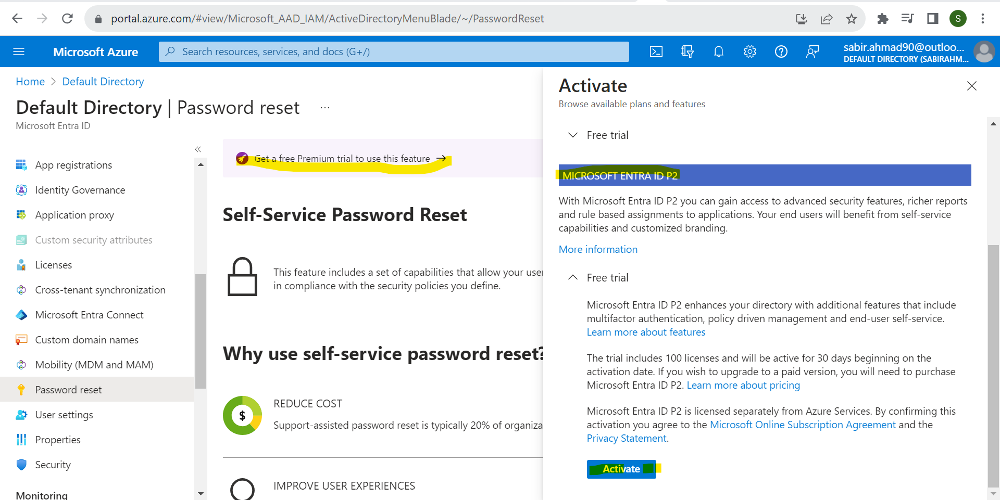 portal.azure.com/#view/Microsoft_AAD_IAM/ActiveDirectoryMenuBlade/~/PasswordReset
S
Microsoft Azure
Search resources, services, and docs (G+/)
sabir.ahmad90@outloo...
DEFAULT DIRECTORY (SABIRAHM...
Home > Default Directory
Default Directory | Password reset ...
Microsoft Entra ID
«
App registrations
Identity Governance
Application proxy
Custom security attributes
Licenses
Cross-tenant synchronization
Microsoft Entra Connect
Custom domain names
Mobility (MDM and MAM)
Password reset
User settings
Properties
Security
Monitoring
Get a free Premium trial to use this feature →
Self-Service Password Reset
This feature includes a set of capabilities that allow your user
in compliance with the security policies you define.
Why use self-service password reset?
$
REDUCE COST
Support-assisted password reset is typically 20% of organiza
IMPROVE USER EXPERIENCES
Activate
Browse available plans and features
Free trial
MICROSOFT ENTRA ID P2
With Microsoft Entra ID P2 you can gain access to advanced security features, richer reports
and rule based assignments to applications. Your end users will benefit from self-service
capabilities and customized branding.
More information
Free trial
Microsoft Entra ID P2 enhances your directory with additional features that include
multifactor authentication, policy driven management and end-user self-service.
Learn more about features
The trial includes 100 licenses and will be active for 30 days beginning on the
activation date. If you wish to upgrade to a paid version, you will need to purchase
Microsoft Entra ID P2. Learn more about pricing
Microsoft Entra ID P2 is licensed separately from Azure Services. By confirming this
activation you agree to the Microsoft Online Subscription Agreement and the
Privacy Statement.
Activate